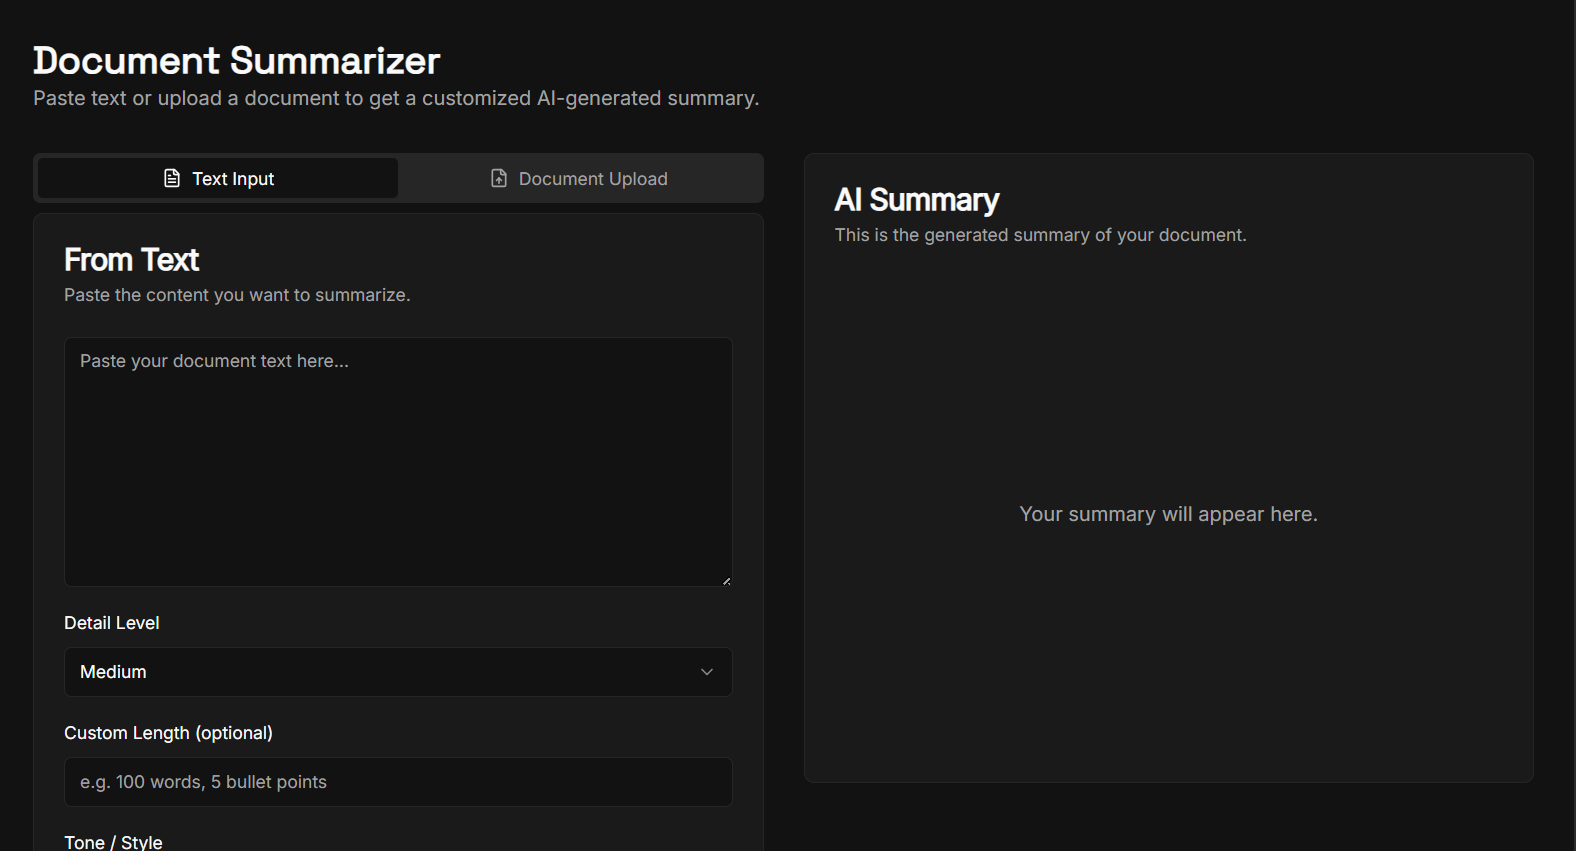 Document Summarizer
Paste text or upload a document to get a customized AI-generated summary.
Text Input
Document Upload
From Text
Paste the content you want to summarize.
Paste your document text here...
Detail Level
Medium
Custom Length (optional)
e.g. 100 words, 5 bullet points
Tone / Style
AI Summary
This is the generated summary of your document.
Your summary will appear here.